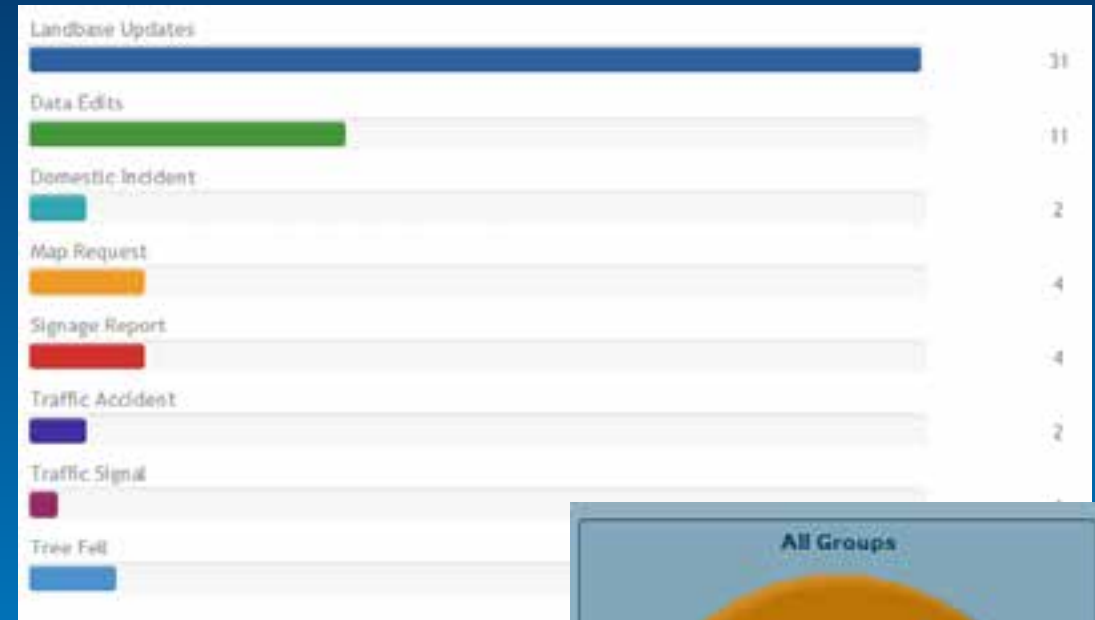 Landbase Updates
31
Data Edits
11
Domestic Incident
2
Map Request
4
Signage Report
4
Traffic Accident
2
Traffic Signal
Tree Fell
All Groups